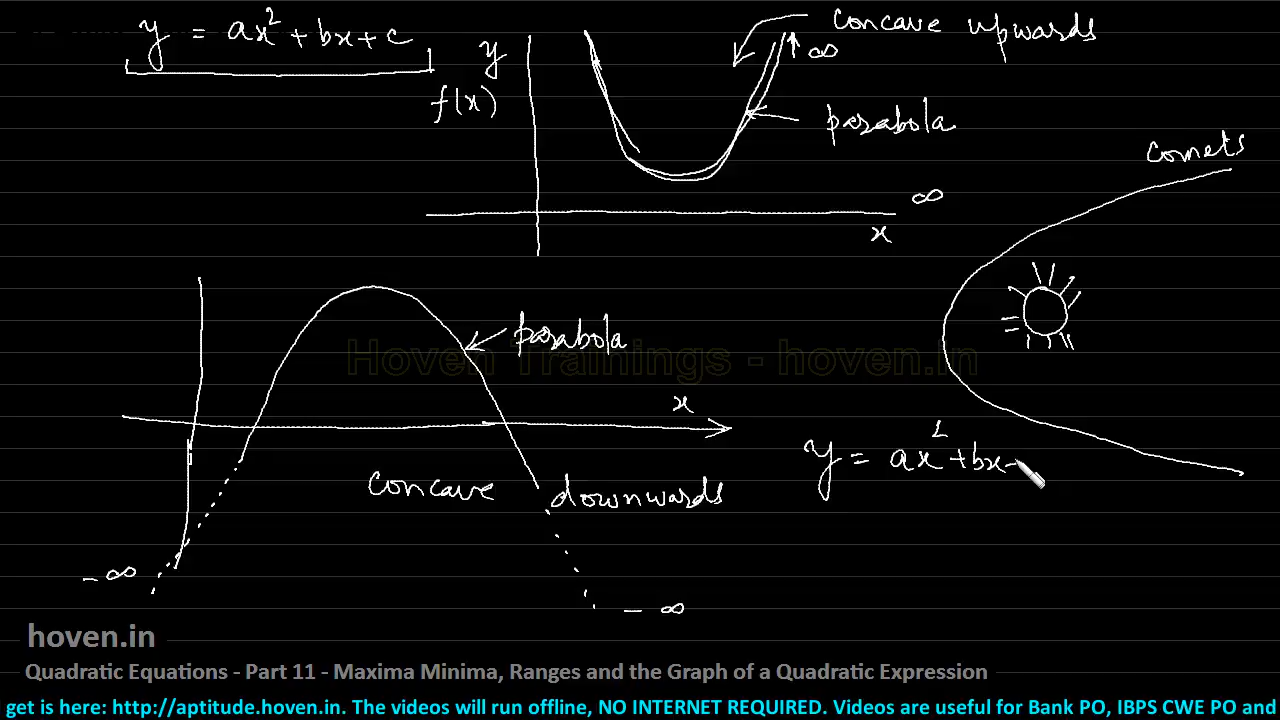 y = ax² + bx + c
concave upwards
y
∞
f(x)
parabola
comets
∞
x
parabola
Hoven Trainings - hoven.in
x
y = ax² + bx -
concave downwards
- ∞
- ∞
hoven.in
Quadratic Equations - Part 11 - Maxima Minima, Ranges and the Graph of a Quadratic Expression
get is here: http://aptitude.hoven.in. The videos will run offline, NO INTERNET REQUIRED. Videos are useful for Bank PO, IBPS CWE PO and